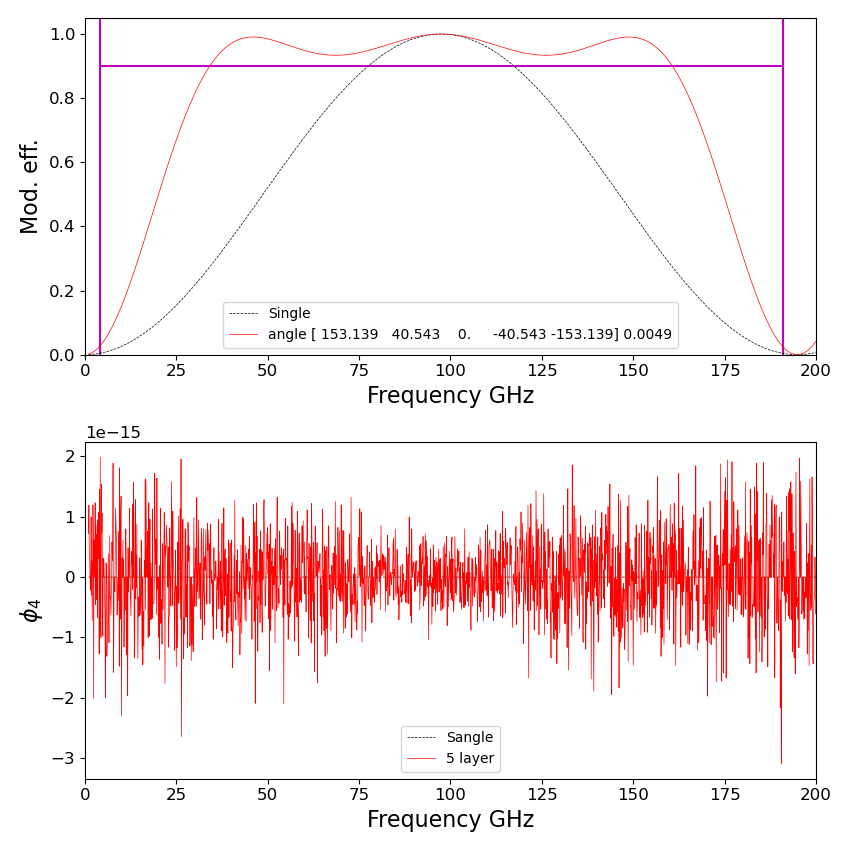 1.0
0.8
0.6
0.4
0.2
0.0
Mod. eff.
Single
angle [ 153.139 40.543 0. -40.543 -153.139] 0.0049
0 25 50 75 100 125 150 175 200
Frequency GHz
1e−15
2
1
0
−1
−2
−3
ϕ4
Sangle
5 layer
0 25 50 75 100 125 150 175 200
Frequency GHz